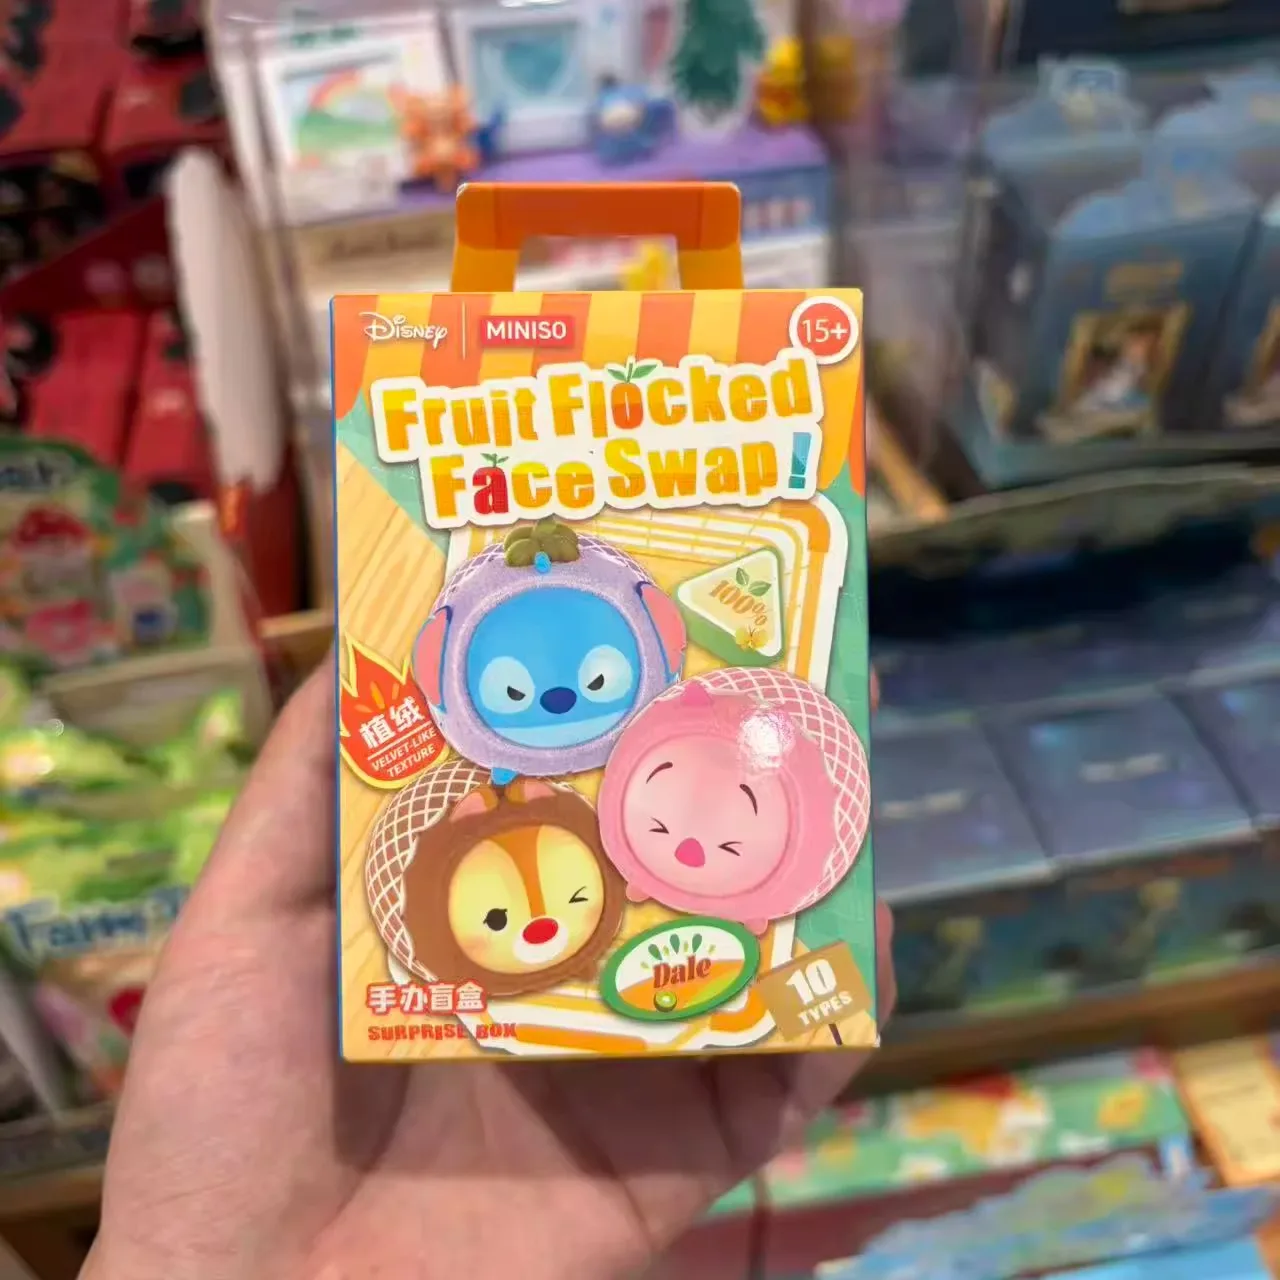 Disney
MINISO
15+
Fruit Flocked
Face Swap!
100%
植绒
VELVET-LIKE
TEXTURE
Dale
10
TYPES
手办盲盒
SURPRISE BOX
Farm